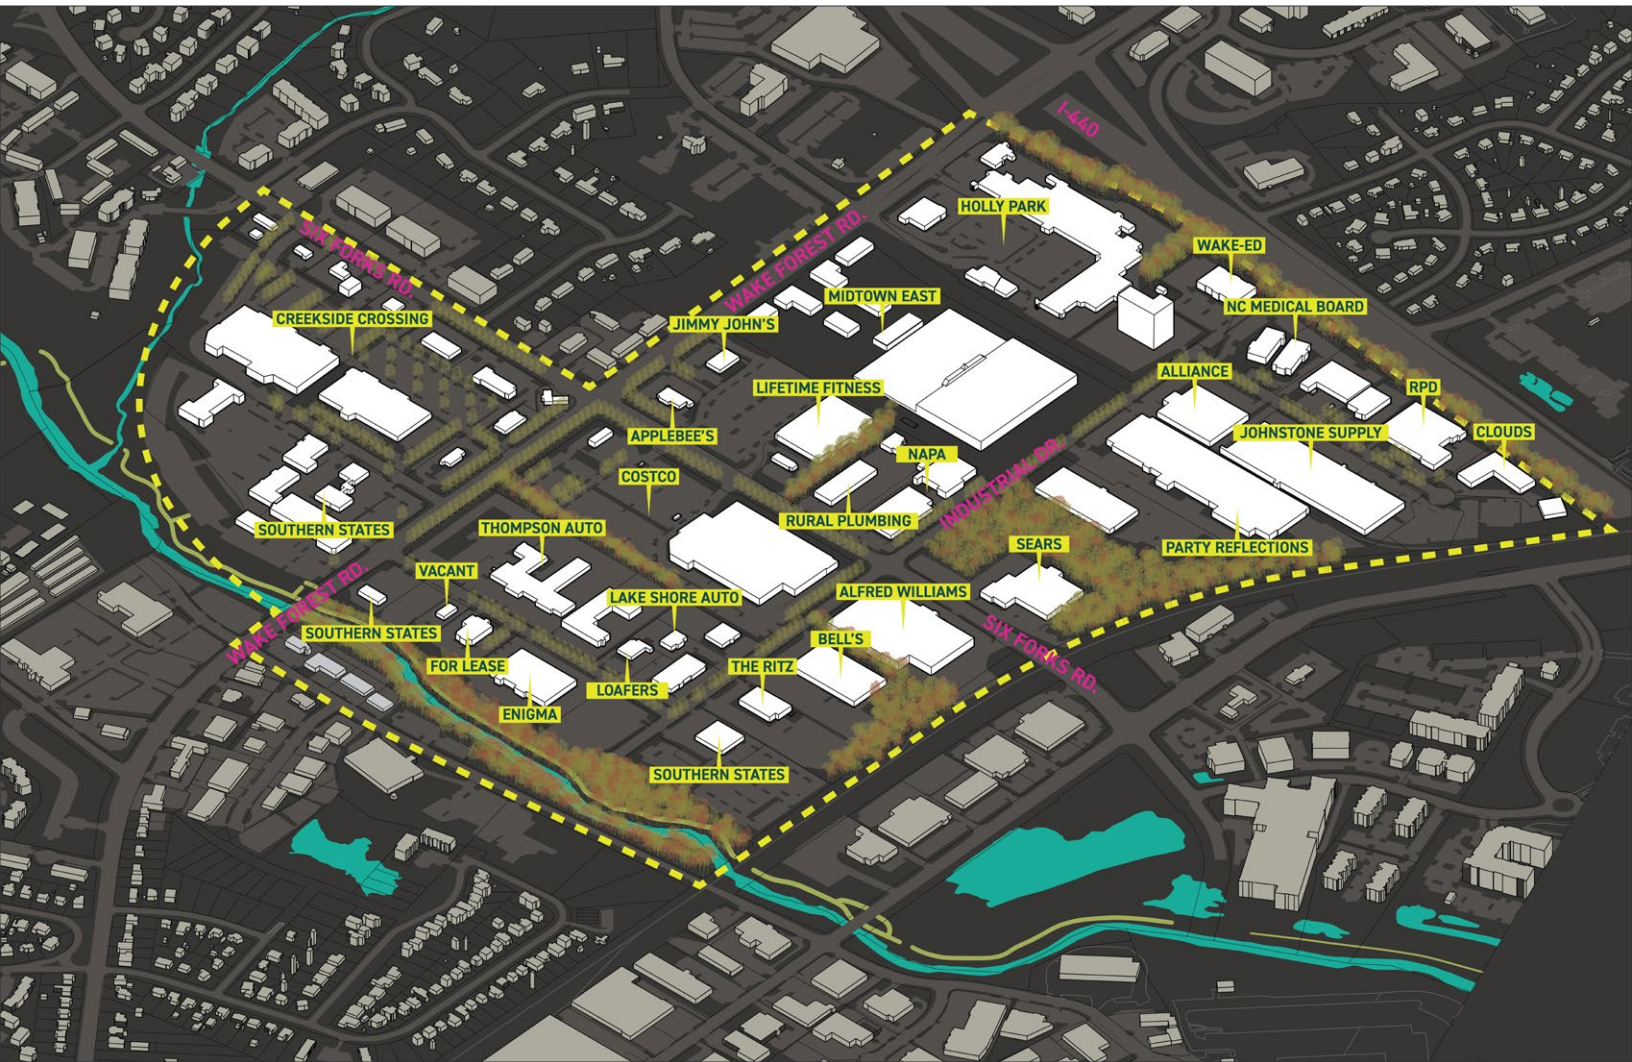 I-440
HOLLY PARK
WAKE FOREST RD.
WAKE-ED
SIX FORKS RD.
MIDTOWN EAST
NC MEDICAL BOARD
CREEKSIDE CROSSING
JIMMY JOHN'S
ALLIANCE
LIFETIME FITNESS
RPD
APPLEBEE'S
JOHNSTONE SUPPLY
CLOUDS
NAPA
COSTCO
INDUSTRIAL DR.
RURAL PLUMBING
SOUTHERN STATES
THOMPSON AUTO
SEARS
PARTY REFLECTIONS
VACANT
WAKE FOREST RD.
LAKE SHORE AUTO
ALFRED WILLIAMS
SOUTHERN STATES
BELL'S
SIX FORKS RD.
FOR LEASE
THE RITZ
LOAFERS
ENIGMA
SOUTHERN STATES